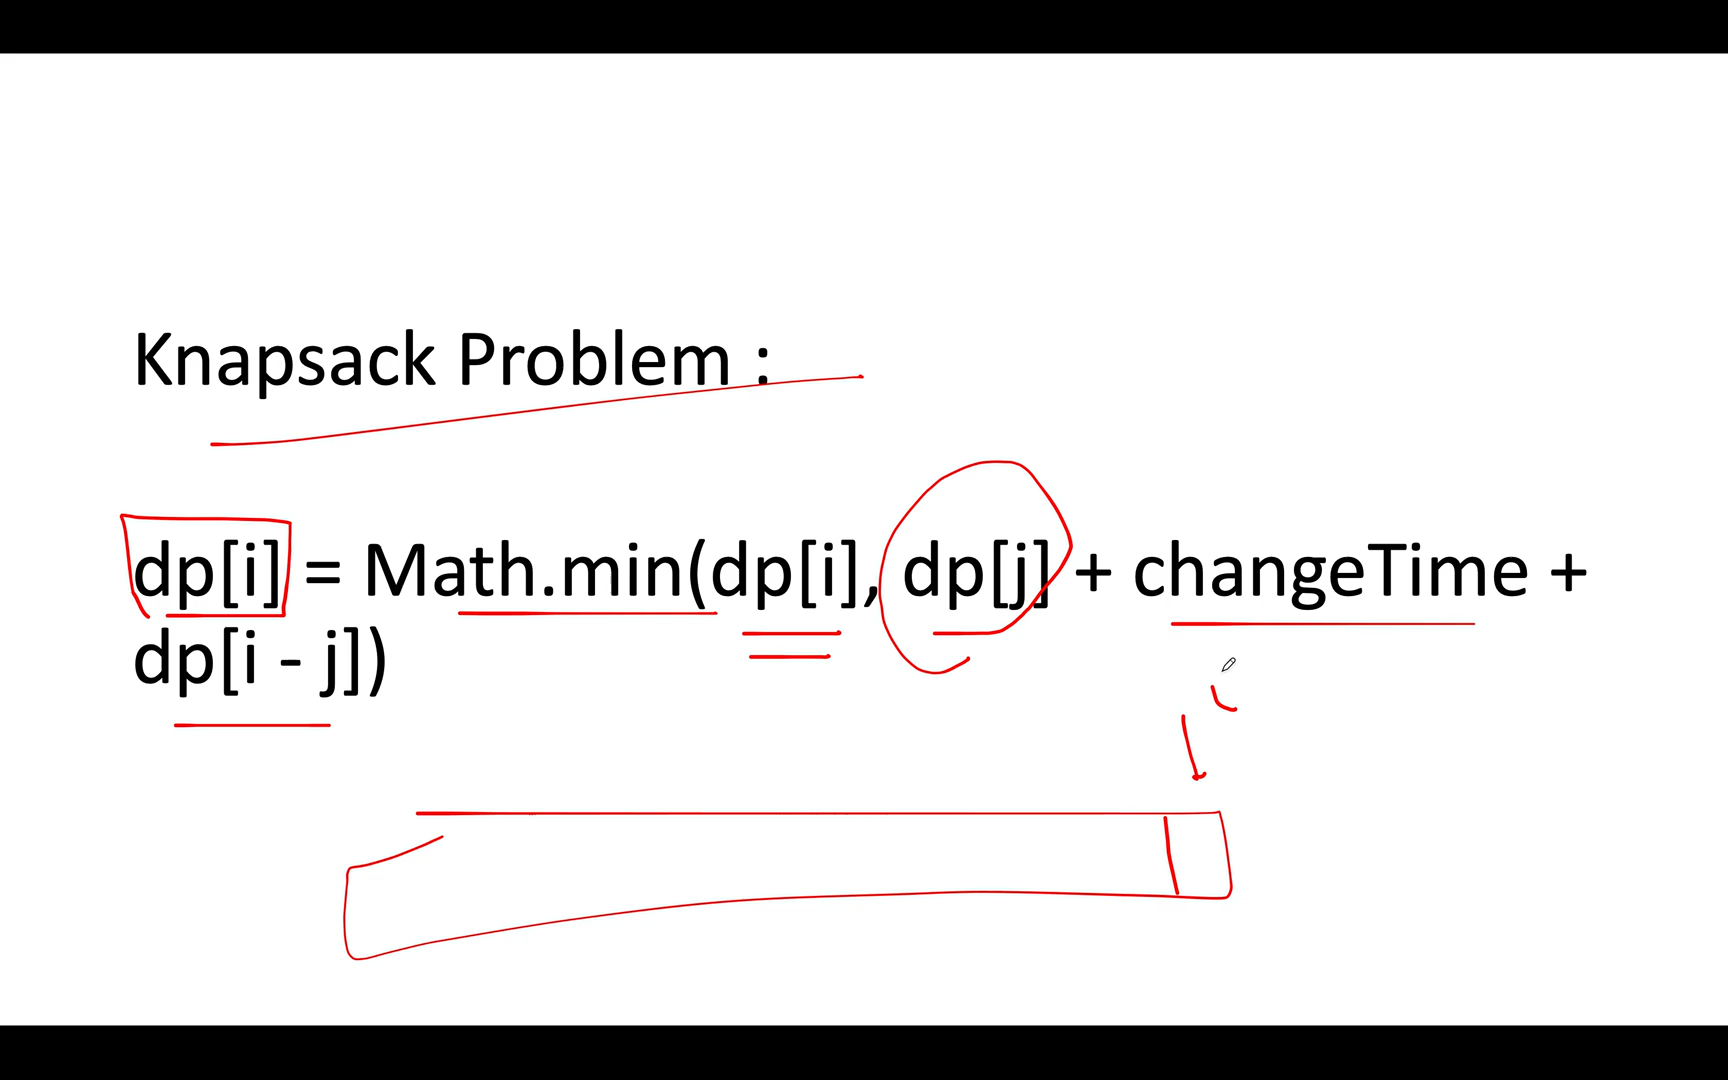 Knapsack Problem :
dp[i] = Math.min(dp[i], dp[j] + changeTime +
dp[i - j])